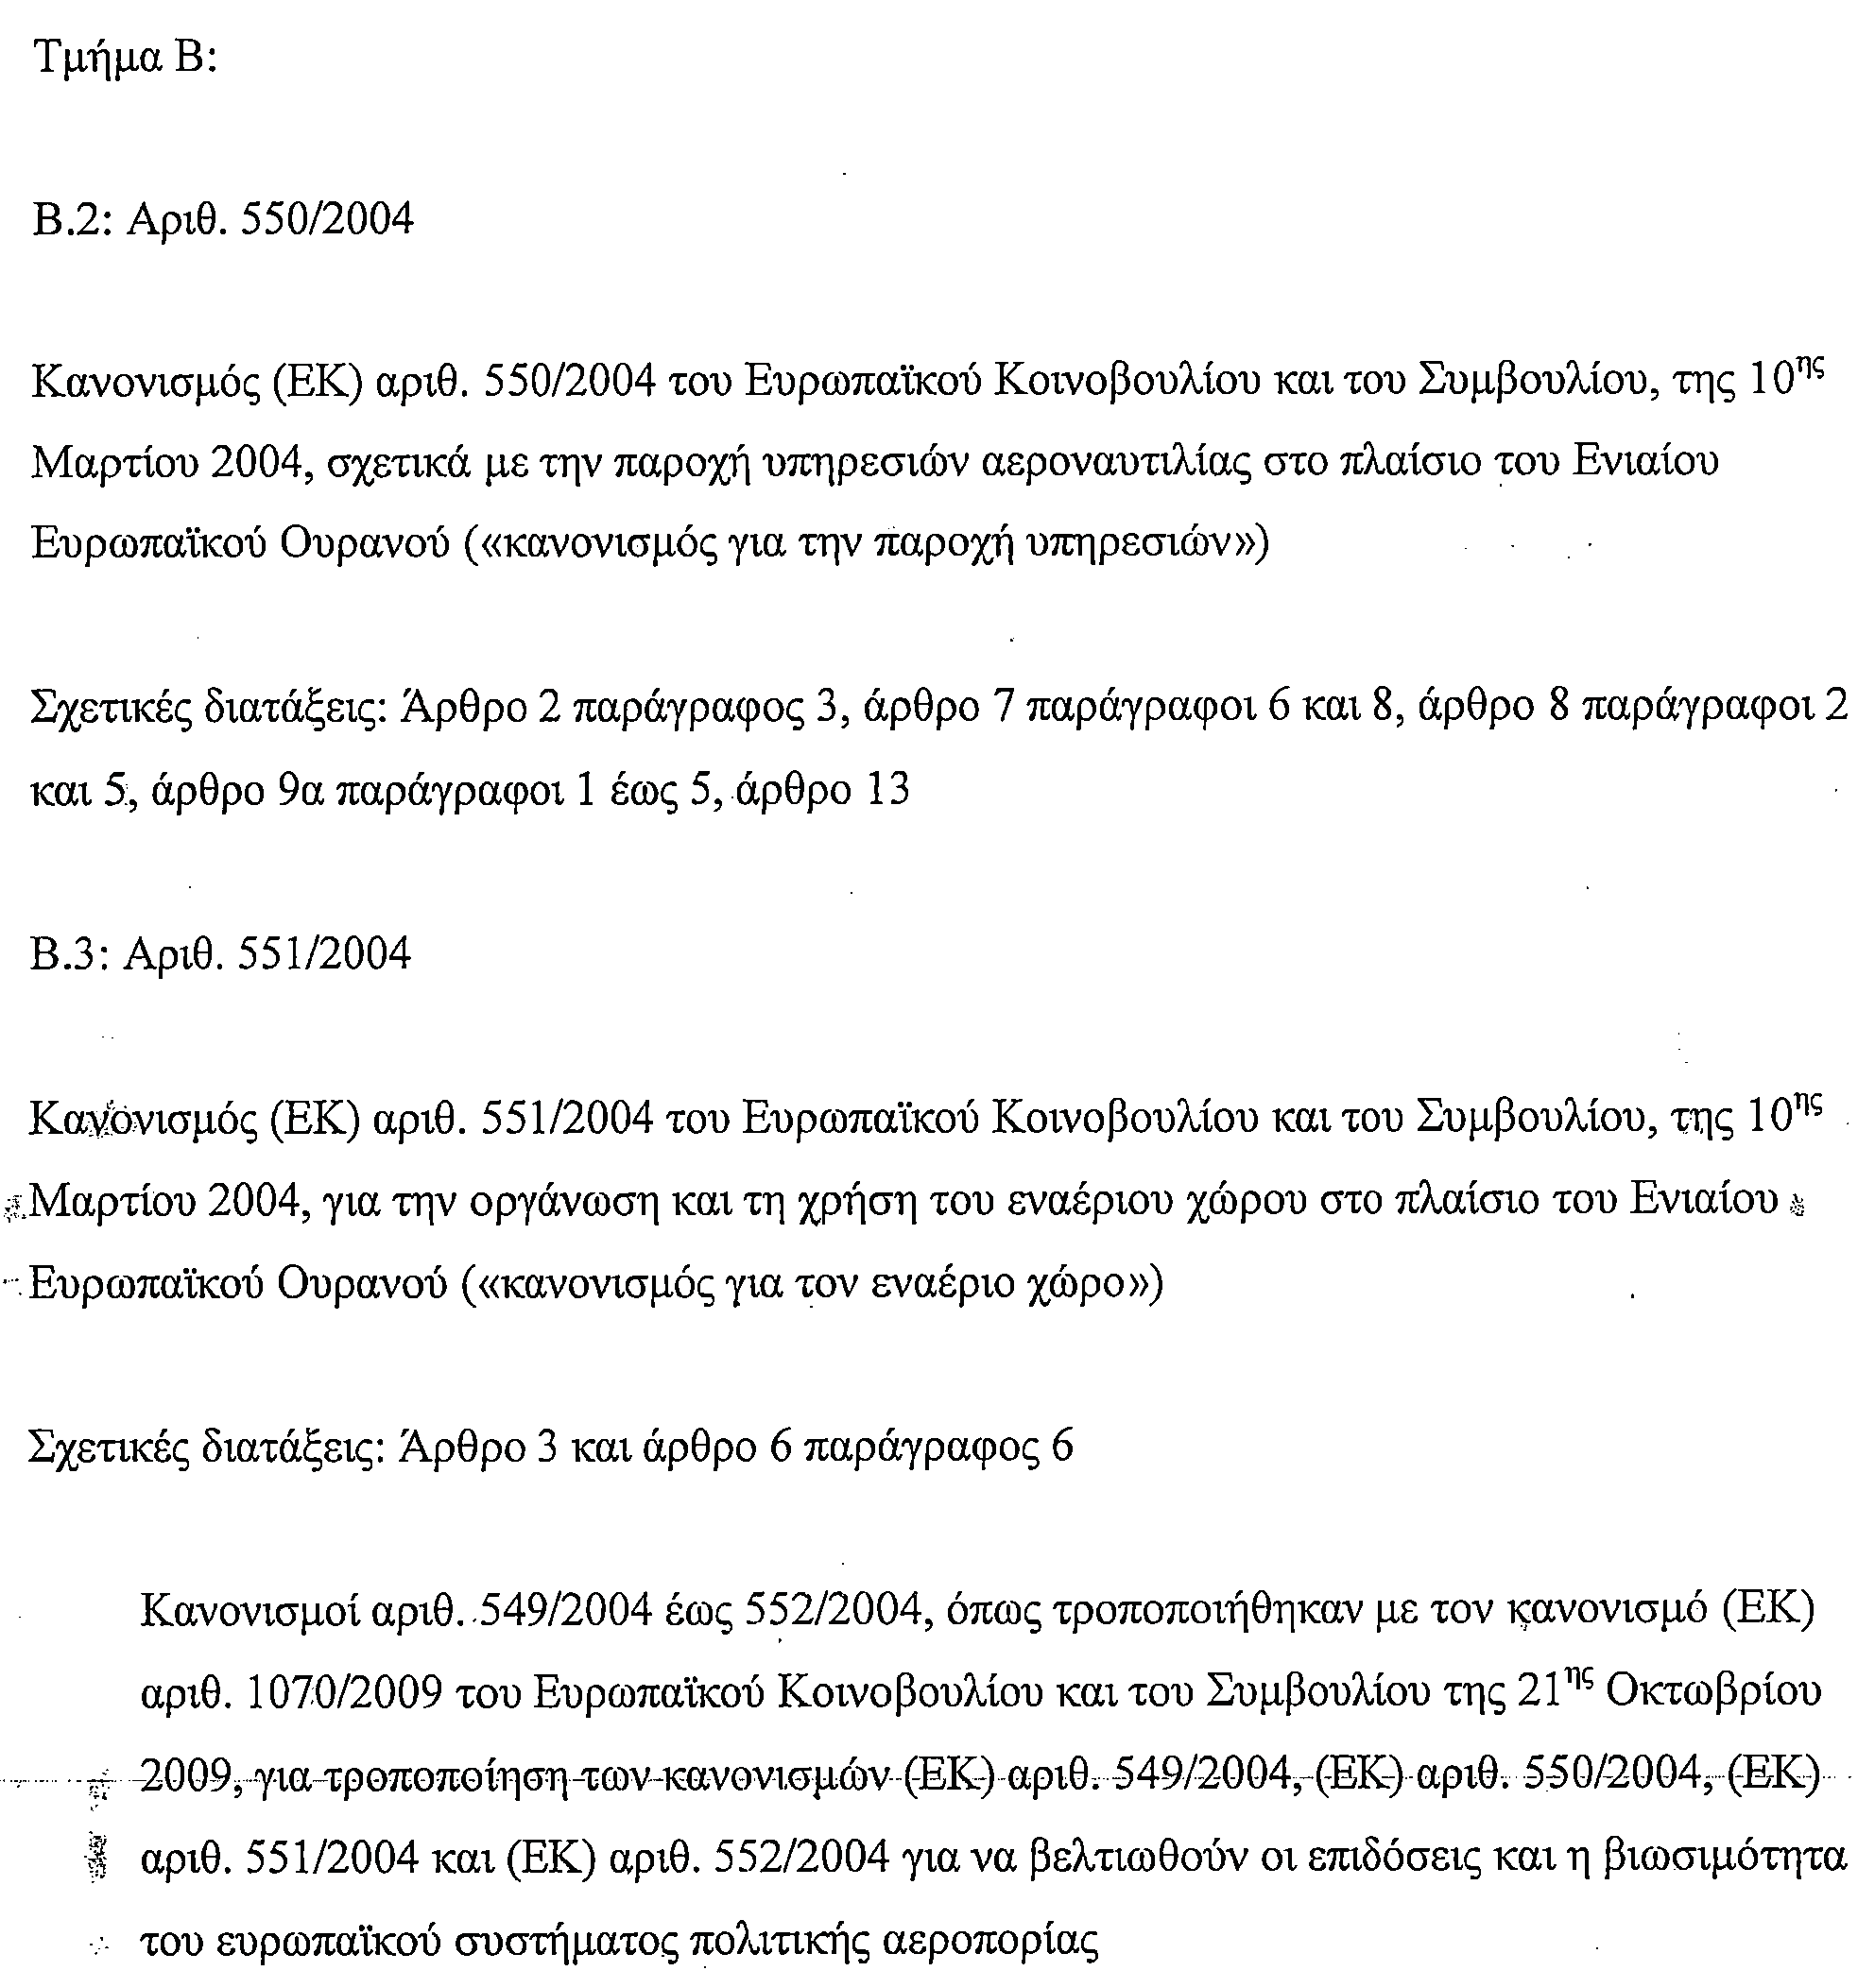 Τμήμα Β:
Β.2: Αριθ. 550/2004
Κανονισμός (ΕΚ) αριθ. 550/2004 του Ευρωπαϊκού Κοινοβουλίου και του Συμβουλίου, της 10ης
Μαρτίου 2004, σχετικά με την παροχή υπηρεσιών αεροναυτιλίας στο πλαίσιο του Ενιαίου
Ευρωπαϊκού Ουρανού («κανονισμός για την παροχή υπηρεσιών»)
Σχετικές διατάξεις: Άρθρο 2 παράγραφος 3, άρθρο 7 παράγραφοι 6 και 8, άρθρο 8 παράγραφοι 2
και 5, άρθρο 9α παράγραφοι 1 έως 5, άρθρο 13
Β.3: Αριθ. 551/2004
Κανονισμός (ΕΚ) αριθ. 551/2004 του Ευρωπαϊκού Κοινοβουλίου και του Συμβουλίου, της 10ης
Μαρτίου 2004, για την οργάνωση και τη χρήση του εναέριου χώρου στο πλαίσιο του Ενιαίου
Ευρωπαϊκού Ουρανού («κανονισμός για τον εναέριο χώρο»)
Σχετικές διατάξεις: Άρθρο 3 και άρθρο 6 παράγραφος 6
Κανονισμοί αριθ. 549/2004 έως 552/2004, όπως τροποποιήθηκαν με τον κανονισμό (ΕΚ)
αριθ. 1070/2009 του Ευρωπαϊκού Κοινοβουλίου και του Συμβουλίου της 21ης Οκτωβρίου
2009, για τροποποίηση των κανονισμών (ΕΚ) αριθ. 549/2004, (ΕΚ) αριθ. 550/2004, (ΕΚ)
αριθ. 551/2004 και (ΕΚ) αριθ. 552/2004 για να βελτιωθούν οι επιδόσεις και η βιωσιμότητα
του ευρωπαϊκού συστήματος πολιτικής αεροπορίας